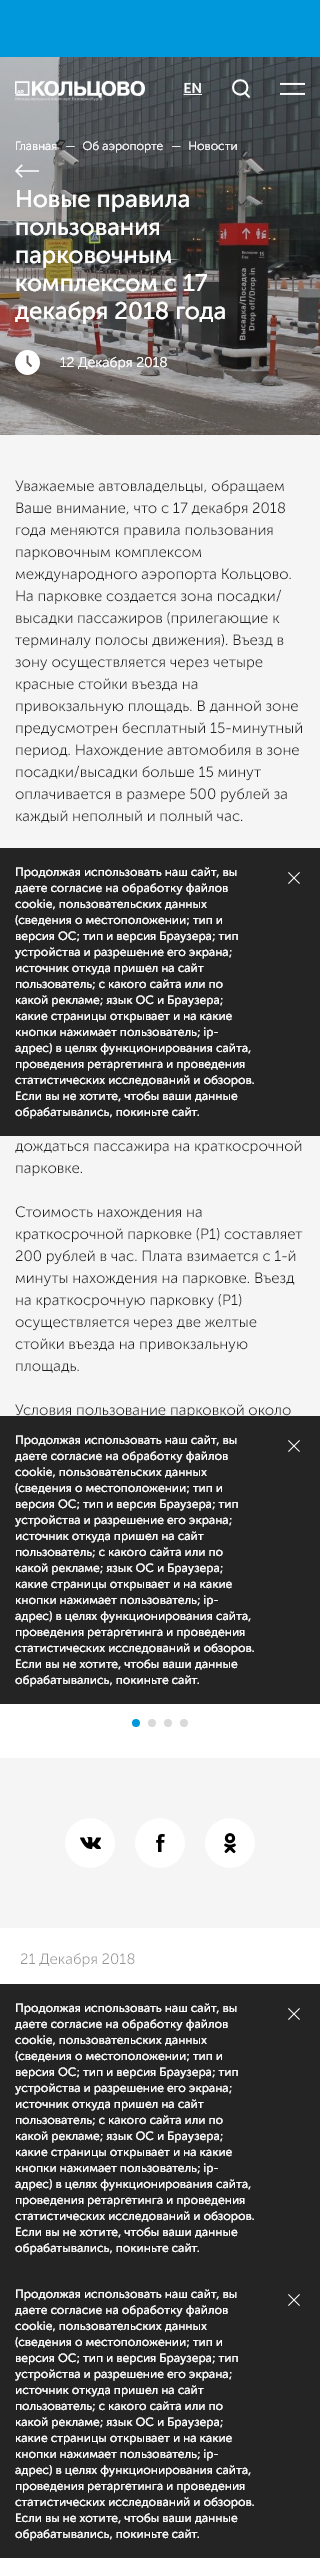 КОЛЬЦОВО
EN
Главная — Об аэропорте — Новости
Новые правила
пользования
парковочным
комплексом с 17
декабря 2018 года
Высадка/Посадка
Drop off/Drop in
12 Декабря 2018
Уважаемые автовладельцы, обращаем
Ваше внимание, что с 17 декабря 2018
года меняются правила пользования
парковочным комплексом
международного аэропорта Кольцово.
На парковке создается зона посадки/
высадки пассажиров (прилегающие к
терминалу полосы движения). Въезд в
зону осуществляется через четыре
красные стойки въезда на
привокзальную площадь. В данной зоне
предусмотрен бесплатный 15-минутный
период. Нахождение автомобиля в зоне
посадки/высадки больше 15 минут
оплачивается в размере 500 рублей за
каждый неполный и полный час.
Продолжая использовать наш сайт, вы
даете согласие на обработку файлов
cookie, пользовательских данных
(сведения о местоположении; тип и
версия ОС; тип и версия Браузера; тип
устройства и разрешение его экрана;
источник откуда пришел на сайт
пользователь; с какого сайта или по
какой рекламе; язык ОС и Браузера;
какие страницы открывает и на какие
кнопки нажимает пользователь; ip-
адрес) в целях функционирования сайта,
проведения ретаргетинга и проведения
статистических исследований и обзоров.
Если вы не хотите, чтобы ваши данные
обрабатывались, покиньте сайт.
дождаться пассажира на краткосрочной
парковке.
Стоимость нахождения на
краткосрочной парковке (Р1) составляет
200 рублей в час. Плата взимается с 1-й
минуты нахождения на парковке. Въезд
на краткосрочную парковку (Р1)
осуществляется через две желтые
стойки въезда на привокзальную
площадь.
Условия пользование парковкой около
Продолжая использовать наш сайт, вы
даете согласие на обработку файлов
cookie, пользовательских данных
(сведения о местоположении; тип и
версия ОС; тип и версия Браузера; тип
устройства и разрешение его экрана;
источник откуда пришел на сайт
пользователь; с какого сайта или по
какой рекламе; язык ОС и Браузера;
какие страницы открывает и на какие
кнопки нажимает пользователь; ip-
адрес) в целях функционирования сайта,
проведения ретаргетинга и проведения
статистических исследований и обзоров.
Если вы не хотите, чтобы ваши данные
обрабатывались, покиньте сайт.
21 Декабря 2018
Продолжая использовать наш сайт, вы
даете согласие на обработку файлов
cookie, пользовательских данных
(сведения о местоположении; тип и
версия ОС; тип и версия Браузера; тип
устройства и разрешение его экрана;
источник откуда пришел на сайт
пользователь; с какого сайта или по
какой рекламе; язык ОС и Браузера;
какие страницы открывает и на какие
кнопки нажимает пользователь; ip-
адрес) в целях функционирования сайта,
проведения ретаргетинга и проведения
статистических исследований и обзоров.
Если вы не хотите, чтобы ваши данные
обрабатывались, покиньте сайт.
Продолжая использовать наш сайт, вы
даете согласие на обработку файлов
cookie, пользовательских данных
(сведения о местоположении; тип и
версия ОС; тип и версия Браузера; тип
устройства и разрешение его экрана;
источник откуда пришел на сайт
пользователь; с какого сайта или по
какой рекламе; язык ОС и Браузера;
какие страницы открывает и на какие
кнопки нажимает пользователь; ip-
адрес) в целях функционирования сайта,
проведения ретаргетинга и проведения
статистических исследований и обзоров.
Если вы не хотите, чтобы ваши данные
обрабатывались, покиньте сайт.